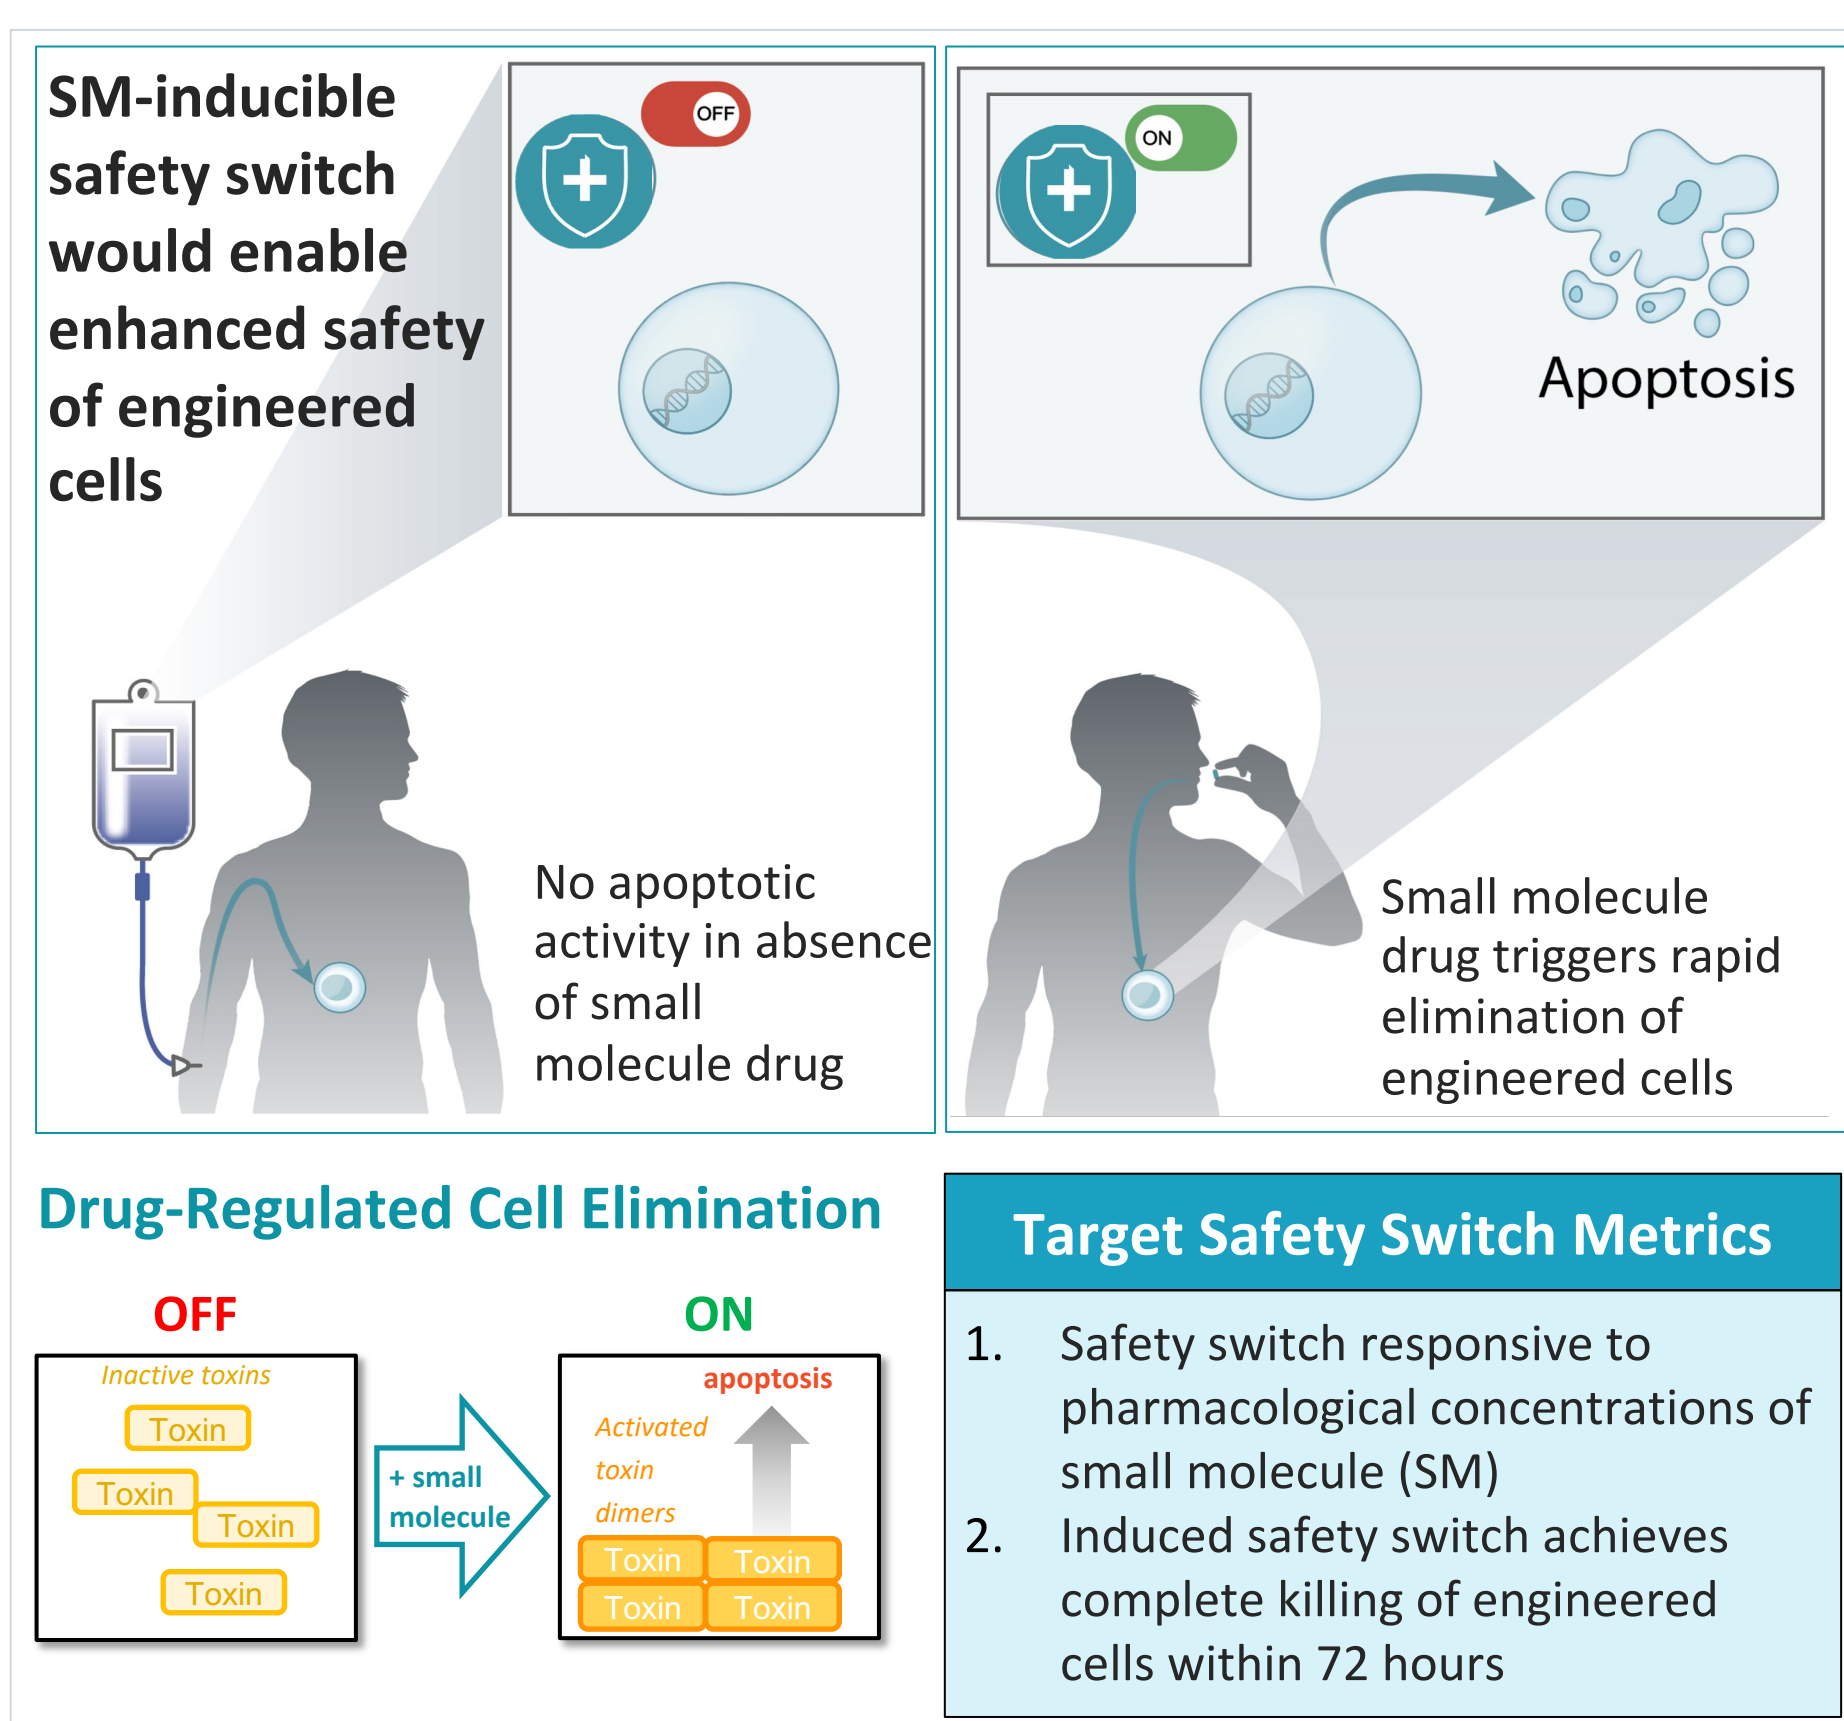 SM-inducible
safety switch
would enable
enhanced safety
of engineered
cells
OFF
No apoptotic
activity in absence
of small
molecule drug
ON
Apoptosis
Small molecule
drug triggers rapid
elimination of
engineered cells
Drug-Regulated Cell Elimination
OFF
Inactive toxins
Toxin
Toxin
Toxin
Toxin
+ small
molecule
ON
apoptosis
Activated
toxin
dimers
Toxin Toxin
Toxin Toxin
Target Safety Switch Metrics
1. Safety switch responsive to
pharmacological concentrations of
small molecule (SM)
2. Induced safety switch achieves
complete killing of engineered
cells within 72 hours